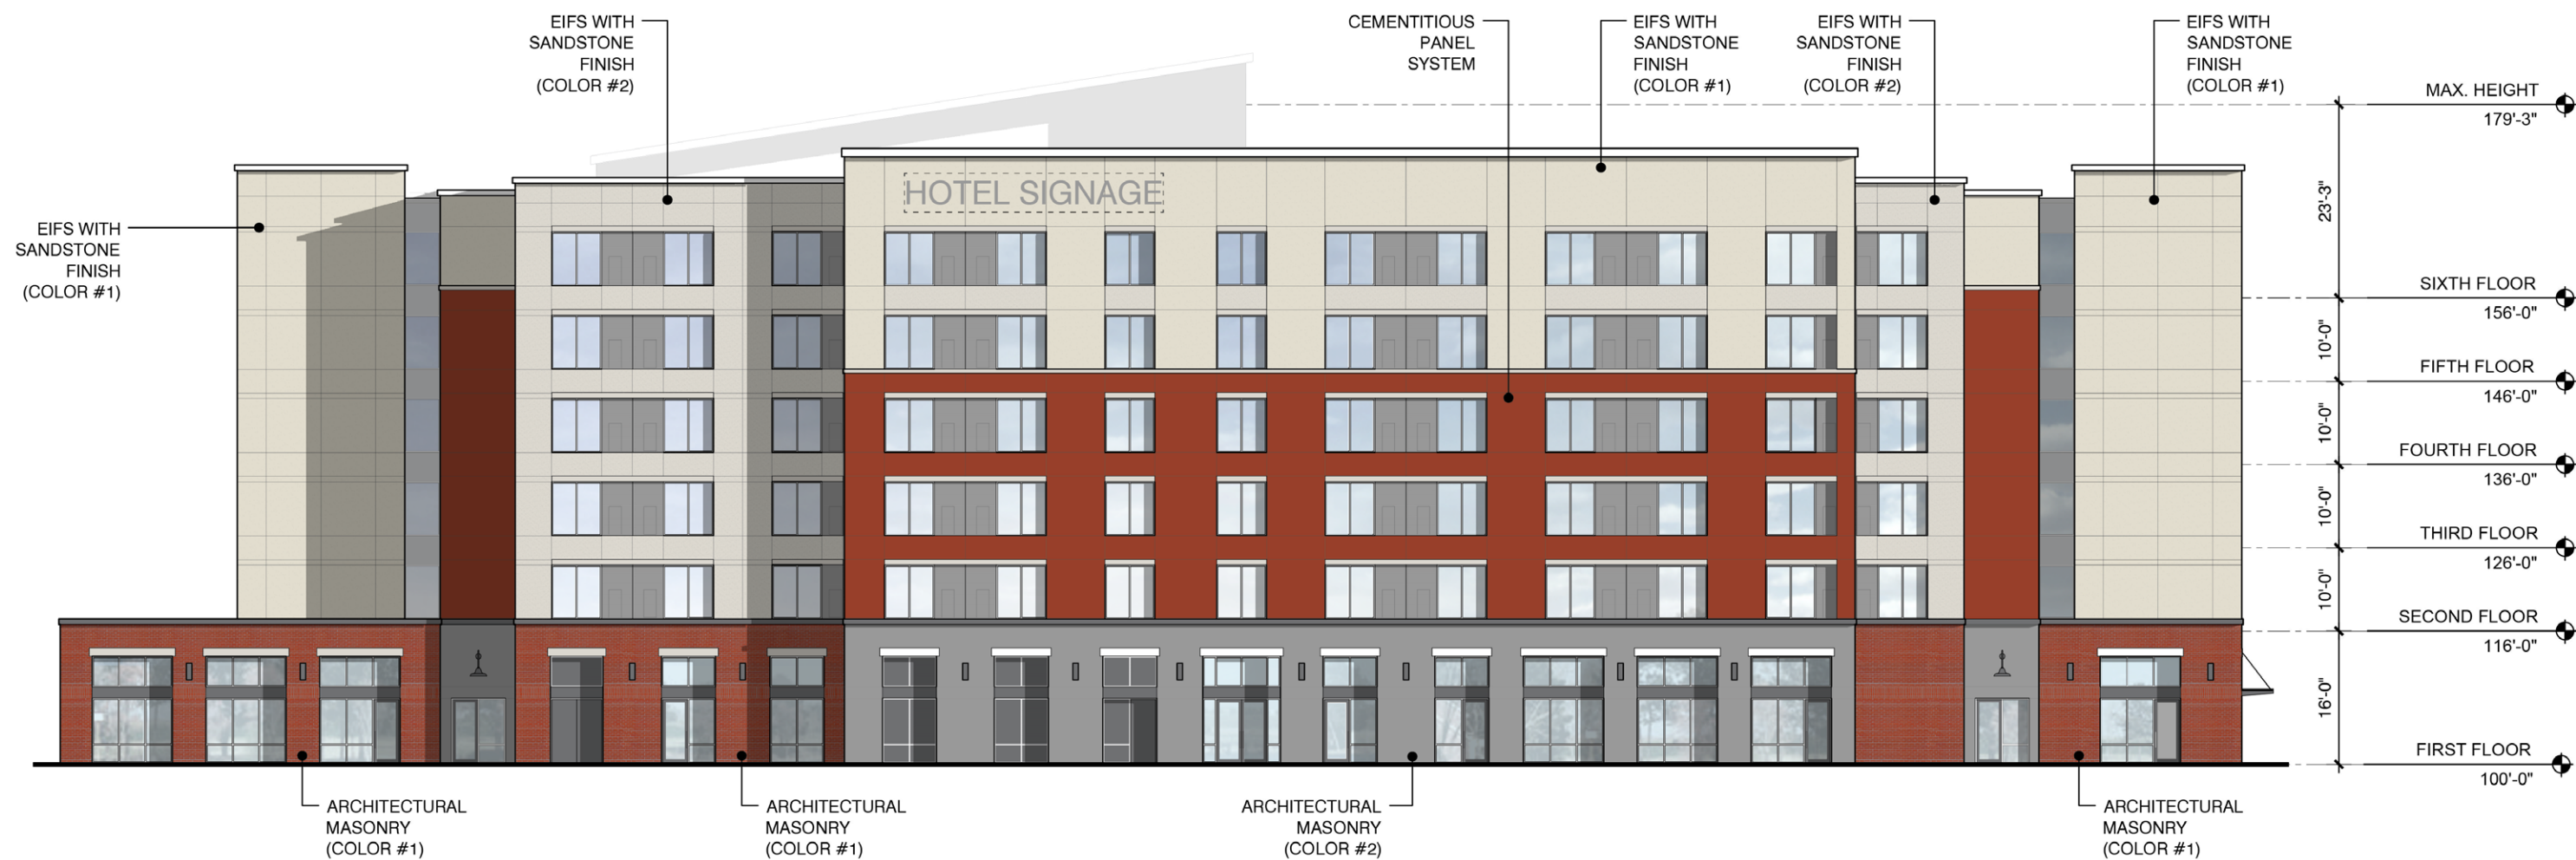 EIFS WITH
SANDSTONE
FINISH
(COLOR #2)
CEMENTITIOUS
PANEL
SYSTEM
EIFS WITH
SANDSTONE
FINISH
(COLOR #1)
EIFS WITH
SANDSTONE
FINISH
(COLOR #2)
EIFS WITH
SANDSTONE
FINISH
(COLOR #1)
MAX. HEIGHT
179'-3"
HOTEL SIGNAGE
EIFS WITH
SANDSTONE
FINISH
(COLOR #1)
23'-3"
SIXTH FLOOR
156'-0"
10'-0"
FIFTH FLOOR
146'-0"
10'-0"
FOURTH FLOOR
136'-0"
10'-0"
THIRD FLOOR
126'-0"
10'-0"
SECOND FLOOR
116'-0"
16'-0"
FIRST FLOOR
100'-0"
ARCHITECTURAL
MASONRY
(COLOR #1)
ARCHITECTURAL
MASONRY
(COLOR #1)
ARCHITECTURAL
MASONRY
(COLOR #2)
ARCHITECTURAL
MASONRY
(COLOR #1)